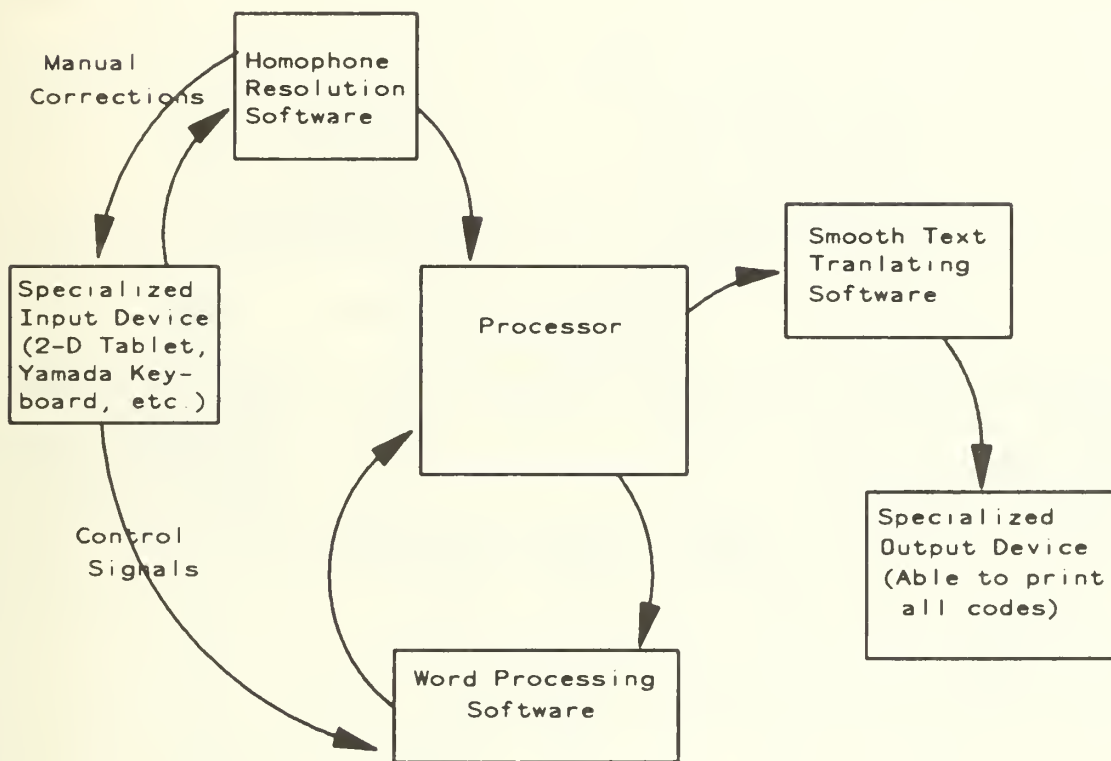 Manual
Corrections
Homophone
Resolution
Software
Specialized
Input Device
(2-D Tablet,
Yamada Key-
board, etc.)
Processor
Smooth Text
Tranlating
Software
Control
Signals
Specialized
Output Device
(Able to print
all codes)
Word Processing
Software